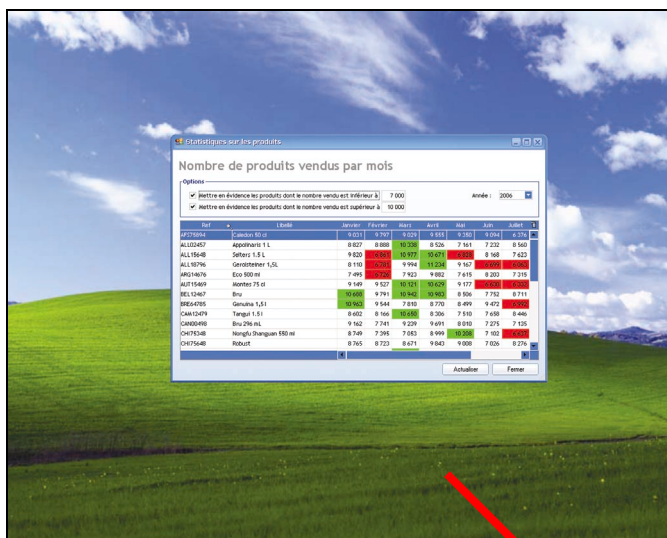 Statistiques sur les produits
Nombre de produits vendus par mois
Options
Mettre en évidence les produits dont le nombre vendu est inférieur à 7 000
Année : 2006
Mettre en évidence les produits dont le nombre vendu est supérieur à 10 000
Ref Libellé Janvier Février Mars Avril Mai Juin Juillet
AFS78894 Caledon 50 cl 9 031 9 797 9 029 9 555 9 350 9 094 6 376
ALL02457 Appolinaris 1 L 8 827 8 888 10 338 8 526 7 161 7 232 8 560
ALL15648 Selters 1.5 L 9 820 10 977 10 671 8 168 7 623
ALL18796 Gerolsteiner 1,5L 8 110 9 994 11 234 9 167
ARG14676 Eco 500 ml 7 495 6 726 7 923 9 882 7 615 8 203 7 315
AUT15469 Montes 75 cl 9 149 9 527 10 121 10 629 9 177
BEL12467 Bru 10 688 9 791 10 942 10 983 8 506 7 752 8 711
BRE64785 Genuina 1,5 l 10 963 9 544 7 810 8 770 8 499 9 472
CAM12479 Tangui 1.5 l 8 602 8 166 10 650 8 306 7 510 7 658 8 446
CAN00498 Bru 296 mL 9 162 7 741 9 239 9 691 8 010 7 275 7 135
CHI75348 Nongfu Shanguan 550 ml 8 749 7 395 7 053 8 999 10 208 7 102
CHI75648 Robust 8 765 8 723 8 671 9 843 9 008 7 026 8 276
Actualiser Fermer